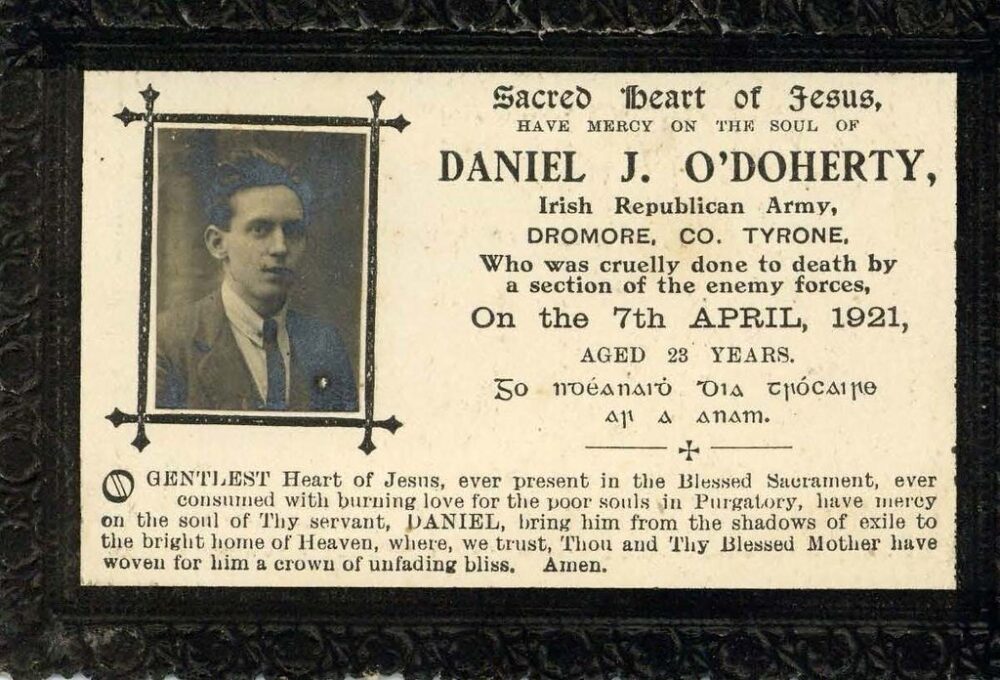 Sacred Heart of Jesus,
HAVE MERCY ON THE SOUL OF
DANIEL J. O'DOHERTY,
Irish Republican Army,
DROMORE, CO. TYRONE,
Who was cruelly done to death by
a section of the enemy forces,
On the 7th APRIL, 1921,
AGED 23 YEARS.
Go nDéanaiḋ Dia trócaire
ar a anam.
O GENTLEST Heart of Jesus, ever present in the Blessed Sacrament, ever
consumed with burning love for the poor souls in Purgatory, have mercy
on the soul of Thy servant, DANIEL, bring him from the shadows of exile to
the bright home of Heaven, where, we trust, Thou and Thy Blessed Mother have
woven for him a crown of unfading bliss. Amen.